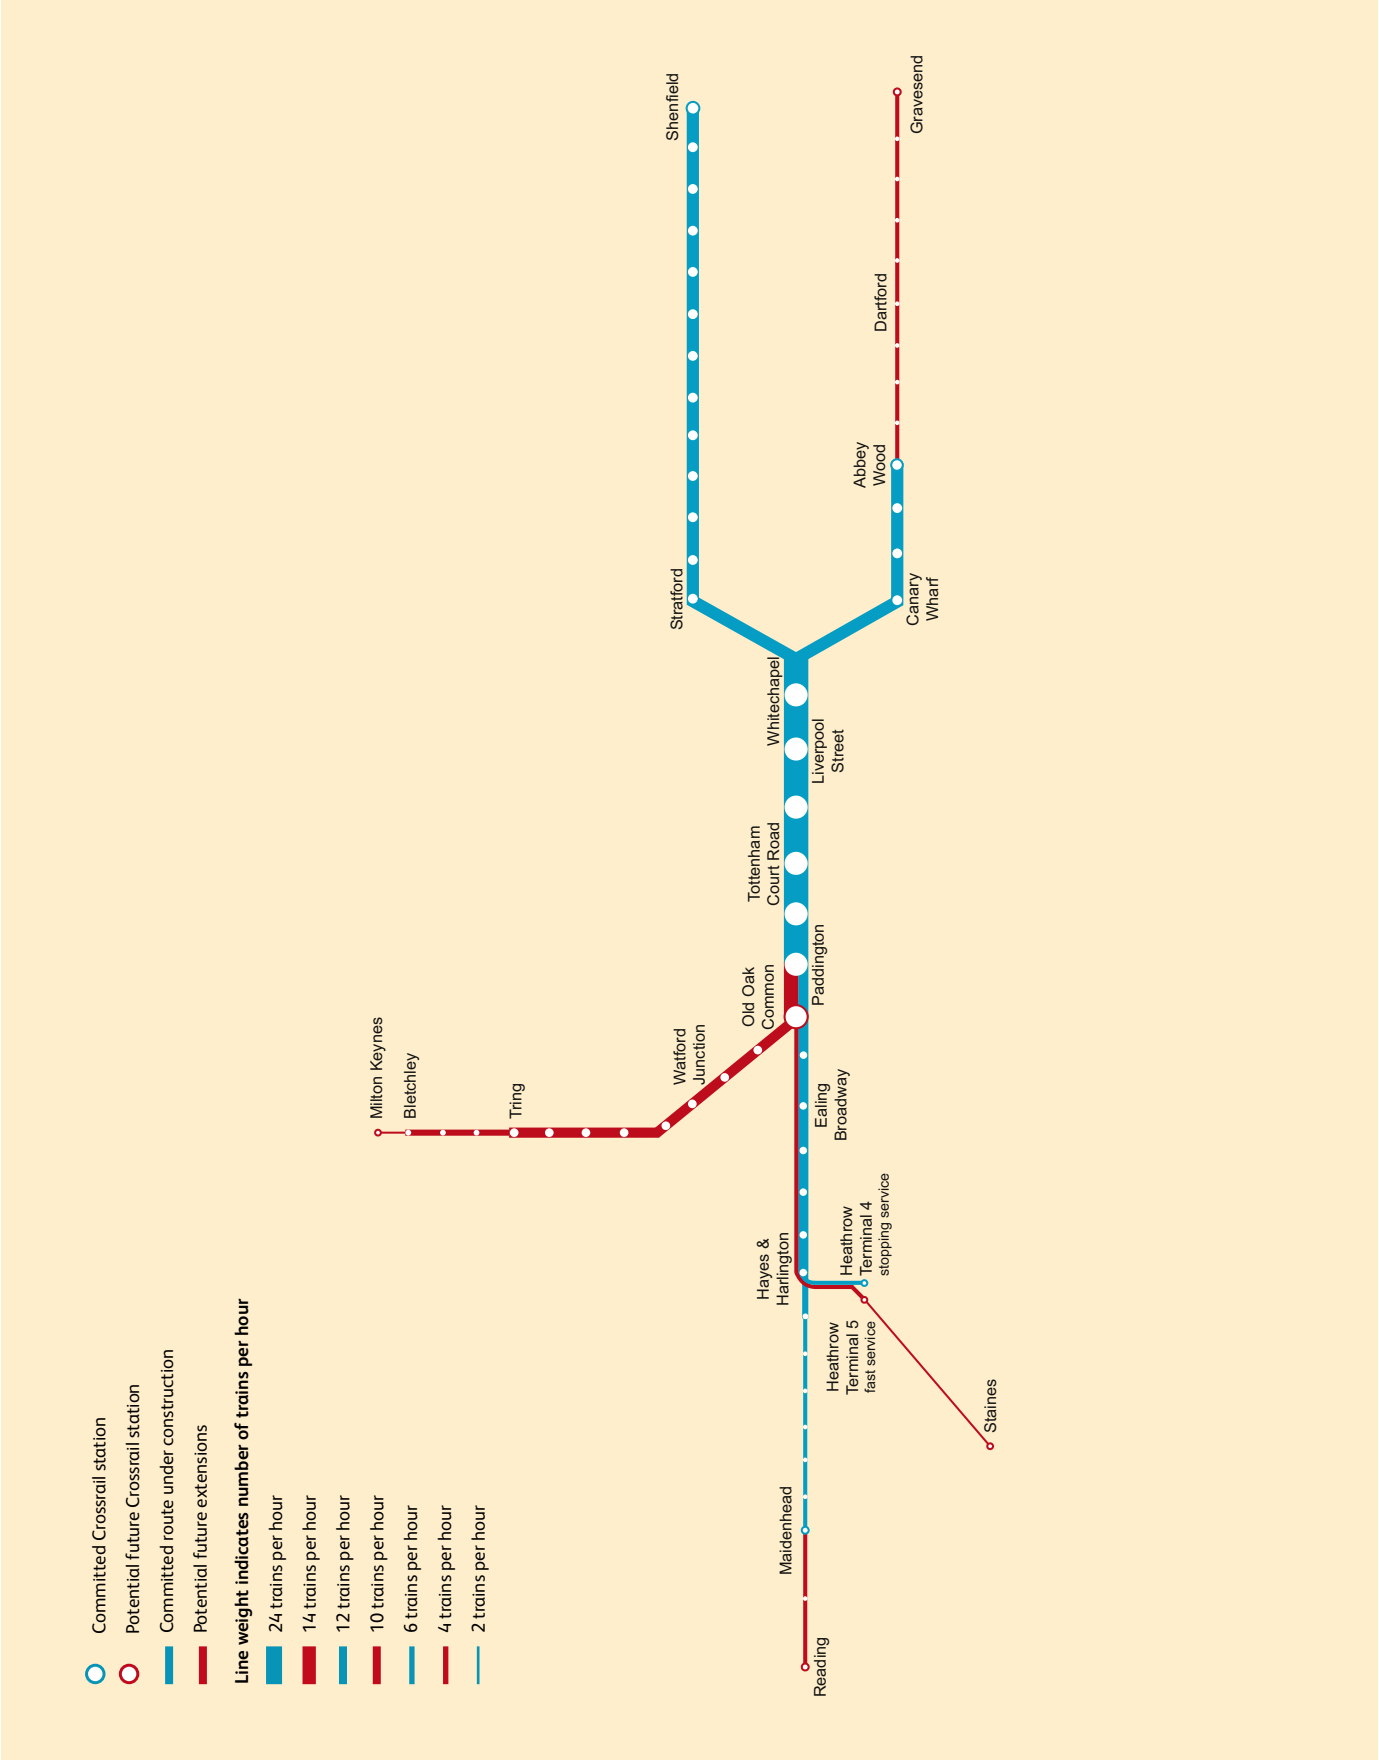 Committed Crossrail station
Potential future Crossrail station
Committed route under construction
Potential future extensions
Line weight indicates number of trains per hour
24 trains per hour
14 trains per hour
12 trains per hour
10 trains per hour
6 trains per hour
4 trains per hour
2 trains per hour
Milton Keynes
Bletchley
Tring
Watford
Junction
Old Oak
Common
Paddington
Tottenham
Court Road
Liverpool
Street
Whitechapel
Stratford
Shenfield
Canary
Wharf
Abbey
Wood
Dartford
Gravesend
Ealing
Broadway
Hayes &
Harlington
Heathrow
Terminal 4
stopping service
Heathrow
Terminal 5
fast service
Staines
Maidenhead
Reading